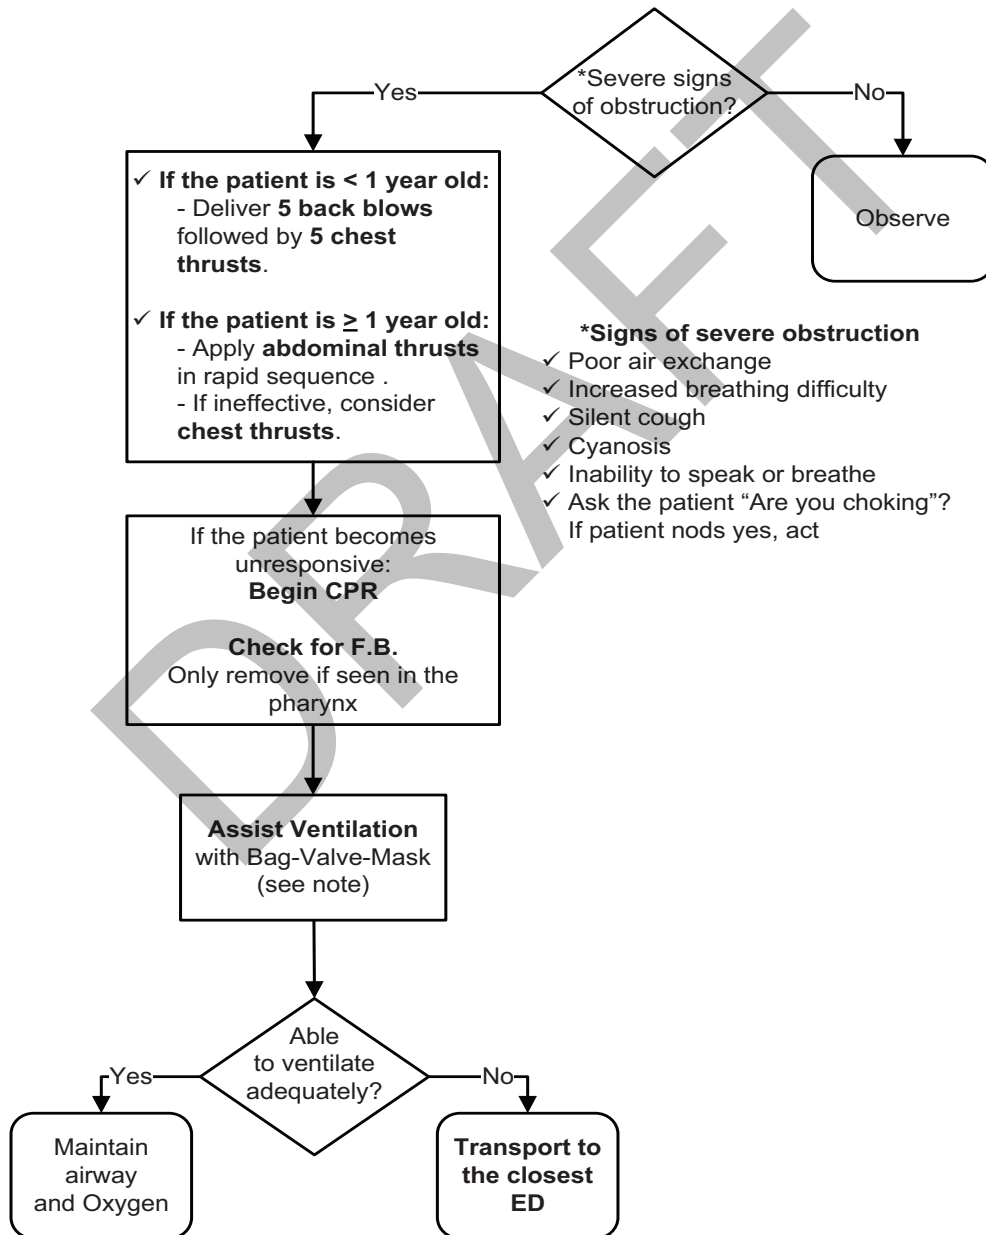 *Severe signs
of obstruction?
Yes
No
✓ If the patient is < 1 year old:
- Deliver 5 back blows
followed by 5 chest
thrusts.
✓ If the patient is ≥ 1 year old:
- Apply abdominal thrusts
in rapid sequence .
- If ineffective, consider
chest thrusts.
Observe
*Signs of severe obstruction
✓ Poor air exchange
✓ Increased breathing difficulty
✓ Silent cough
✓ Cyanosis
✓ Inability to speak or breathe
✓ Ask the patient “Are you choking”?
If patient nods yes, act
If the patient becomes
unresponsive:
Begin CPR
Check for F.B.
Only remove if seen in the
pharynx
Assist Ventilation
with Bag-Valve-Mask
(see note)
Able
to ventilate
adequately?
Yes
No
Maintain
airway
and Oxygen
Transport to
the closest
ED
DRAFT